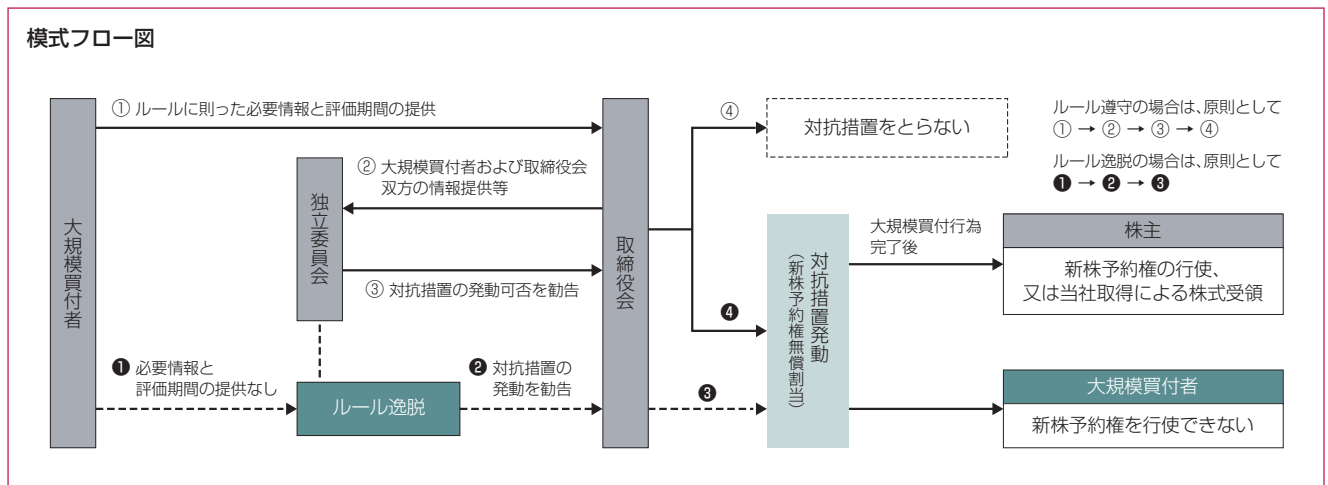 模式フロー図
① ルールに則った必要情報と評価期間の提供
② 大規模買付者および取締役会
双方の情報提供等
③ 対抗措置の発動可否を勧告
大規模買付者
独立委員会
取締役会
❶ 必要情報と
評価期間の提供なし
ルール逸脱
❷ 対抗措置の
発動を勧告
④
対抗措置をとらない
ルール遵守の場合は、原則として
① → ② → ③ → ④
ルール逸脱の場合は、原則として
❶ → ❷ → ❸
❹
❸
対抗措置発動
（新株予約権無償割当）
大規模買付行為
完了後
株主
新株予約権の行使、
又は当社取得による株式受領
大規模買付者
新株予約権を行使できない